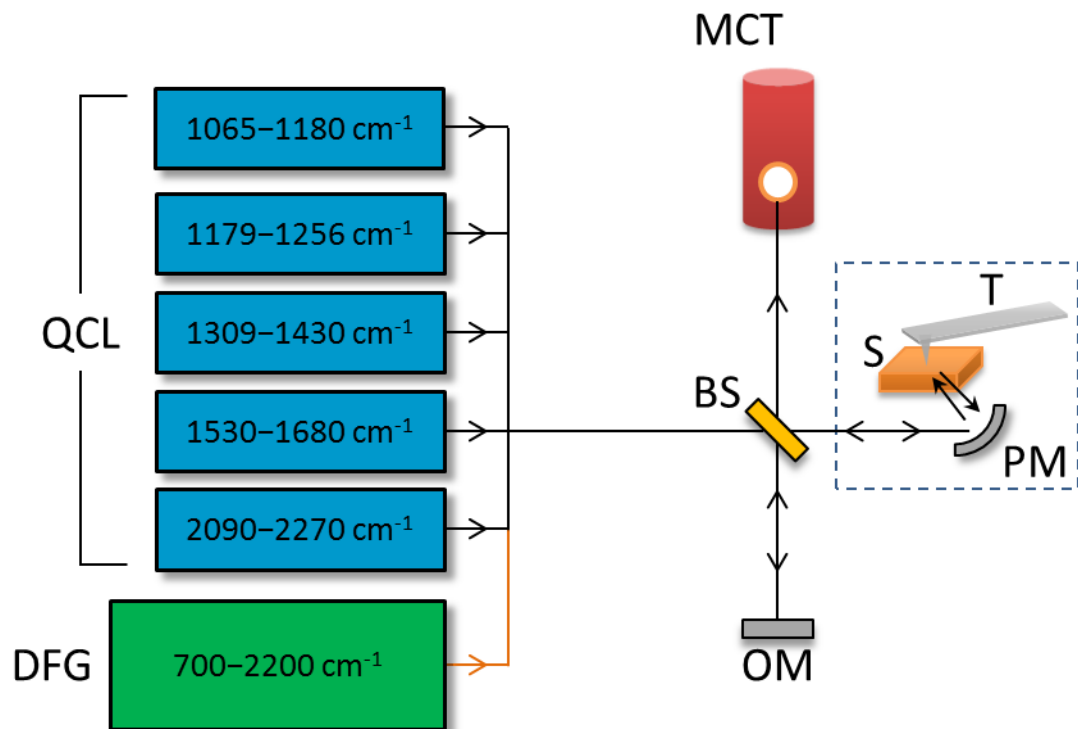 MCT
1065−1180 cm-1
1179−1256 cm-1
T
QCL
1309−1430 cm-1
S
BS
1530−1680 cm-1
PM
2090−2270 cm-1
DFG
700−2200 cm-1
OM